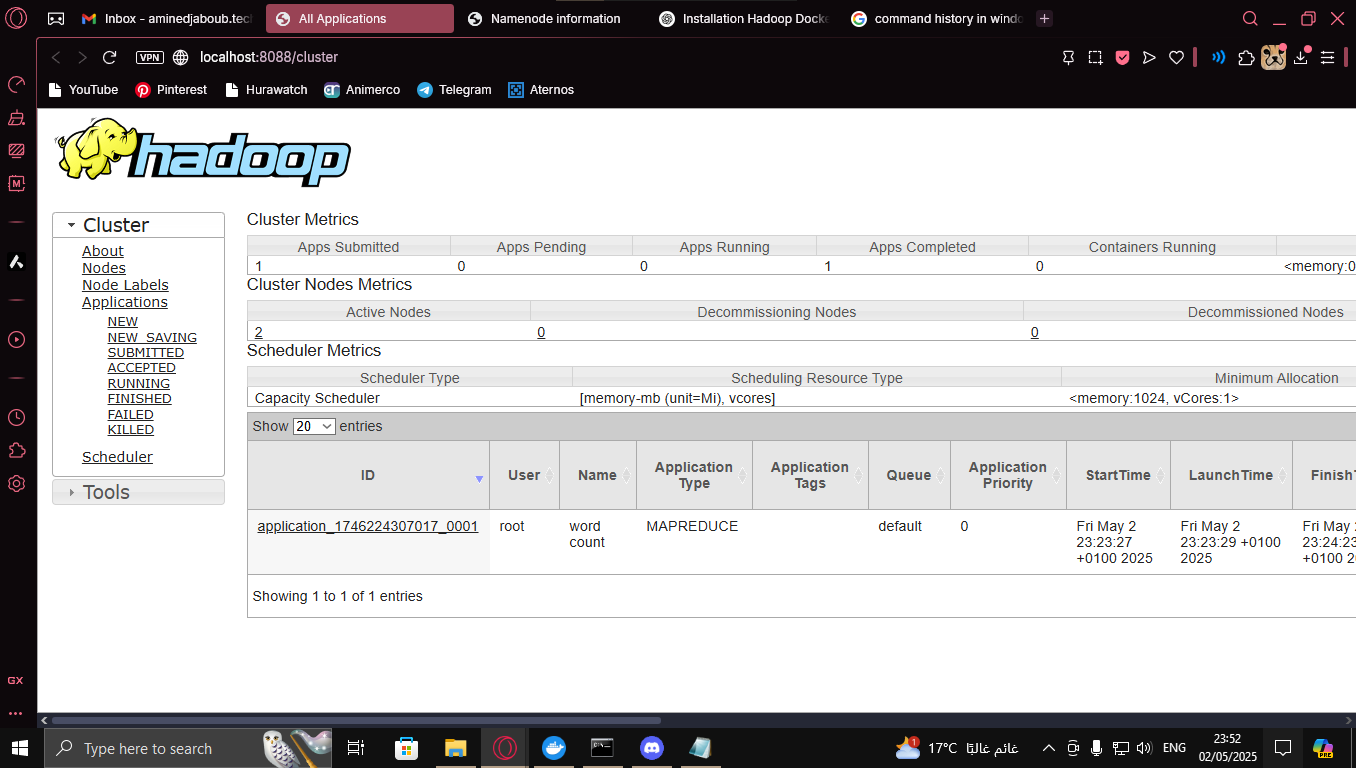 Inbox - aminedjaboub.tec
All Applications
Namenode information
Installation Hadoop Docke
command history in windo
VPN
localhost:8088/cluster
YouTube
Pinterest
Hurawatch
Animerco
Telegram
Aternos
hadoop
Cluster
About
Nodes
Node Labels
Applications
NEW
NEW_SAVING
SUBMITTED
ACCEPTED
RUNNING
FINISHED
FAILED
KILLED
Scheduler
Tools
Cluster Metrics
Apps Submitted Apps Pending Apps Running Apps Completed Containers Running
1 0 0 1 0 <memory:0
Cluster Nodes Metrics
Active Nodes Decommissioning Nodes Decommissioned Nodes
2 0 0
Scheduler Metrics
Scheduler Type Scheduling Resource Type Minimum Allocation
Capacity Scheduler [memory-mb (unit=Mi), vcores] <memory:1024, vCores:1>
Show 20 entries
ID User Name Application Type Application Tags Queue Application Priority StartTime LaunchTime FinishT
application_1746224307017_0001 root word count MAPREDUCE default 0
Fri May 2 23:23:27 +0100 2025
Fri May 2 23:23:29 +0100 2025
Fri May 23:24:23 +0100 2
Showing 1 to 1 of 1 entries
GX
M
Type here to search
1
17°C غائم غالبًا
ENG
23:52
02/05/2025
PRE